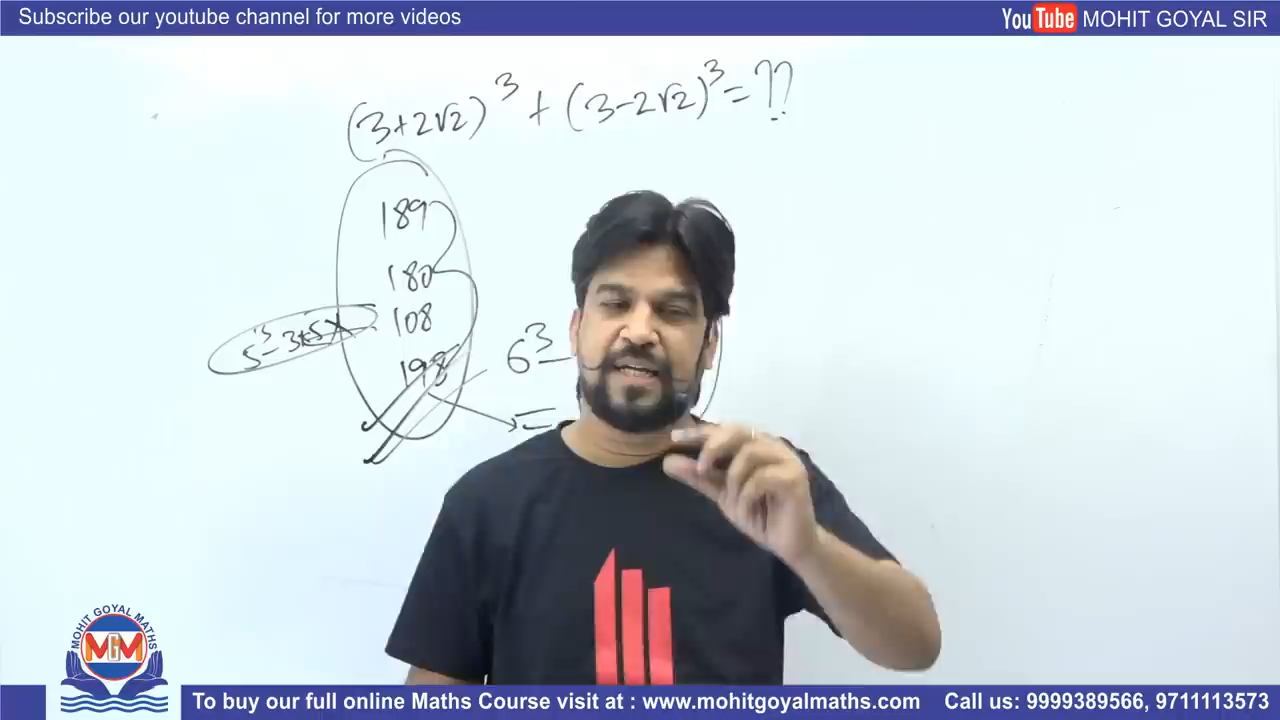 Subscribe our youtube channel for more videos
YouTube MOHIT GOYAL SIR
(3+2√2)³ + (3-2√2)³ = ??
189
180
108
198
6³ -
=
MOHIT GOYAL MATHS
MGM
To buy our full online Maths Course visit at : www.mohitgoyalmaths.com Call us: 9999389566, 9711113573